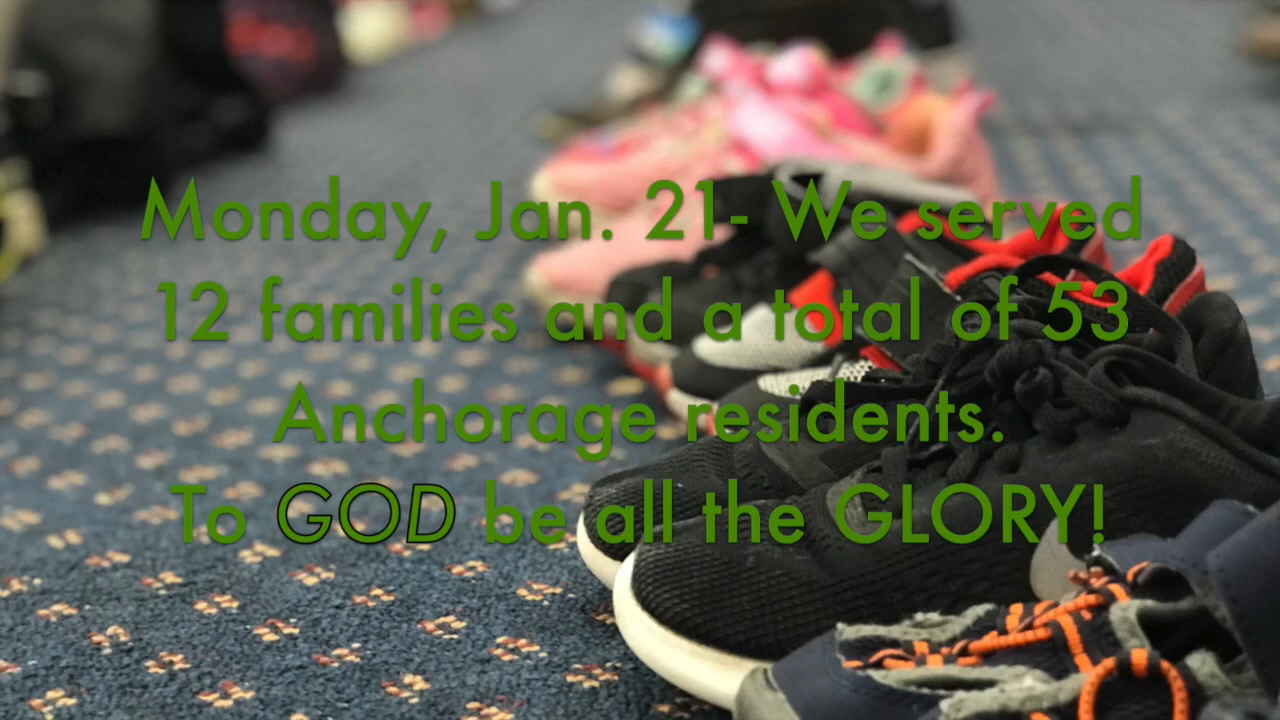 Monday, Jan. 21- We served
12 families and a total of 53
Anchorage residents.
To GOD be all the GLORY!